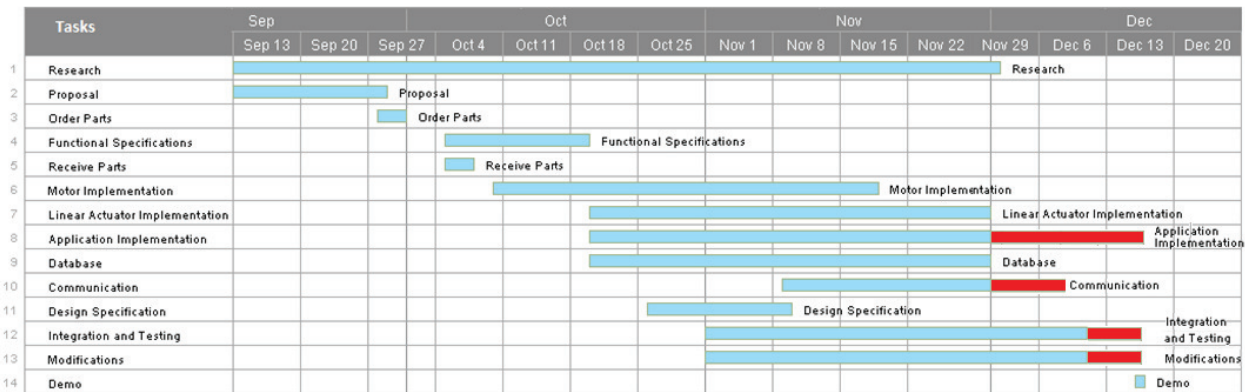 Tasks Sep Oct Nov Dec
Sep 13 Sep 20 Sep 27 Oct 4 Oct 11 Oct 18 Oct 25 Nov 1 Nov 8 Nov 15 Nov 22 Nov 29 Dec 6 Dec 13 Dec 20
1 Research Research
2 Proposal Proposal
3 Order Parts Order Parts
4 Functional Specifications Functional Specifications
5 Receive Parts Receive Parts
6 Motor Implementation Motor Implementation
7 Linear Actuator Implementation Linear Actuator Implementation
8 Application Implementation Application
Implementation
9 Database Database
10 Communication Communication
11 Design Specification Design Specification
12 Integration and Testing Integration
and Testing
13 Modifications Modifications
14 Demo Demo